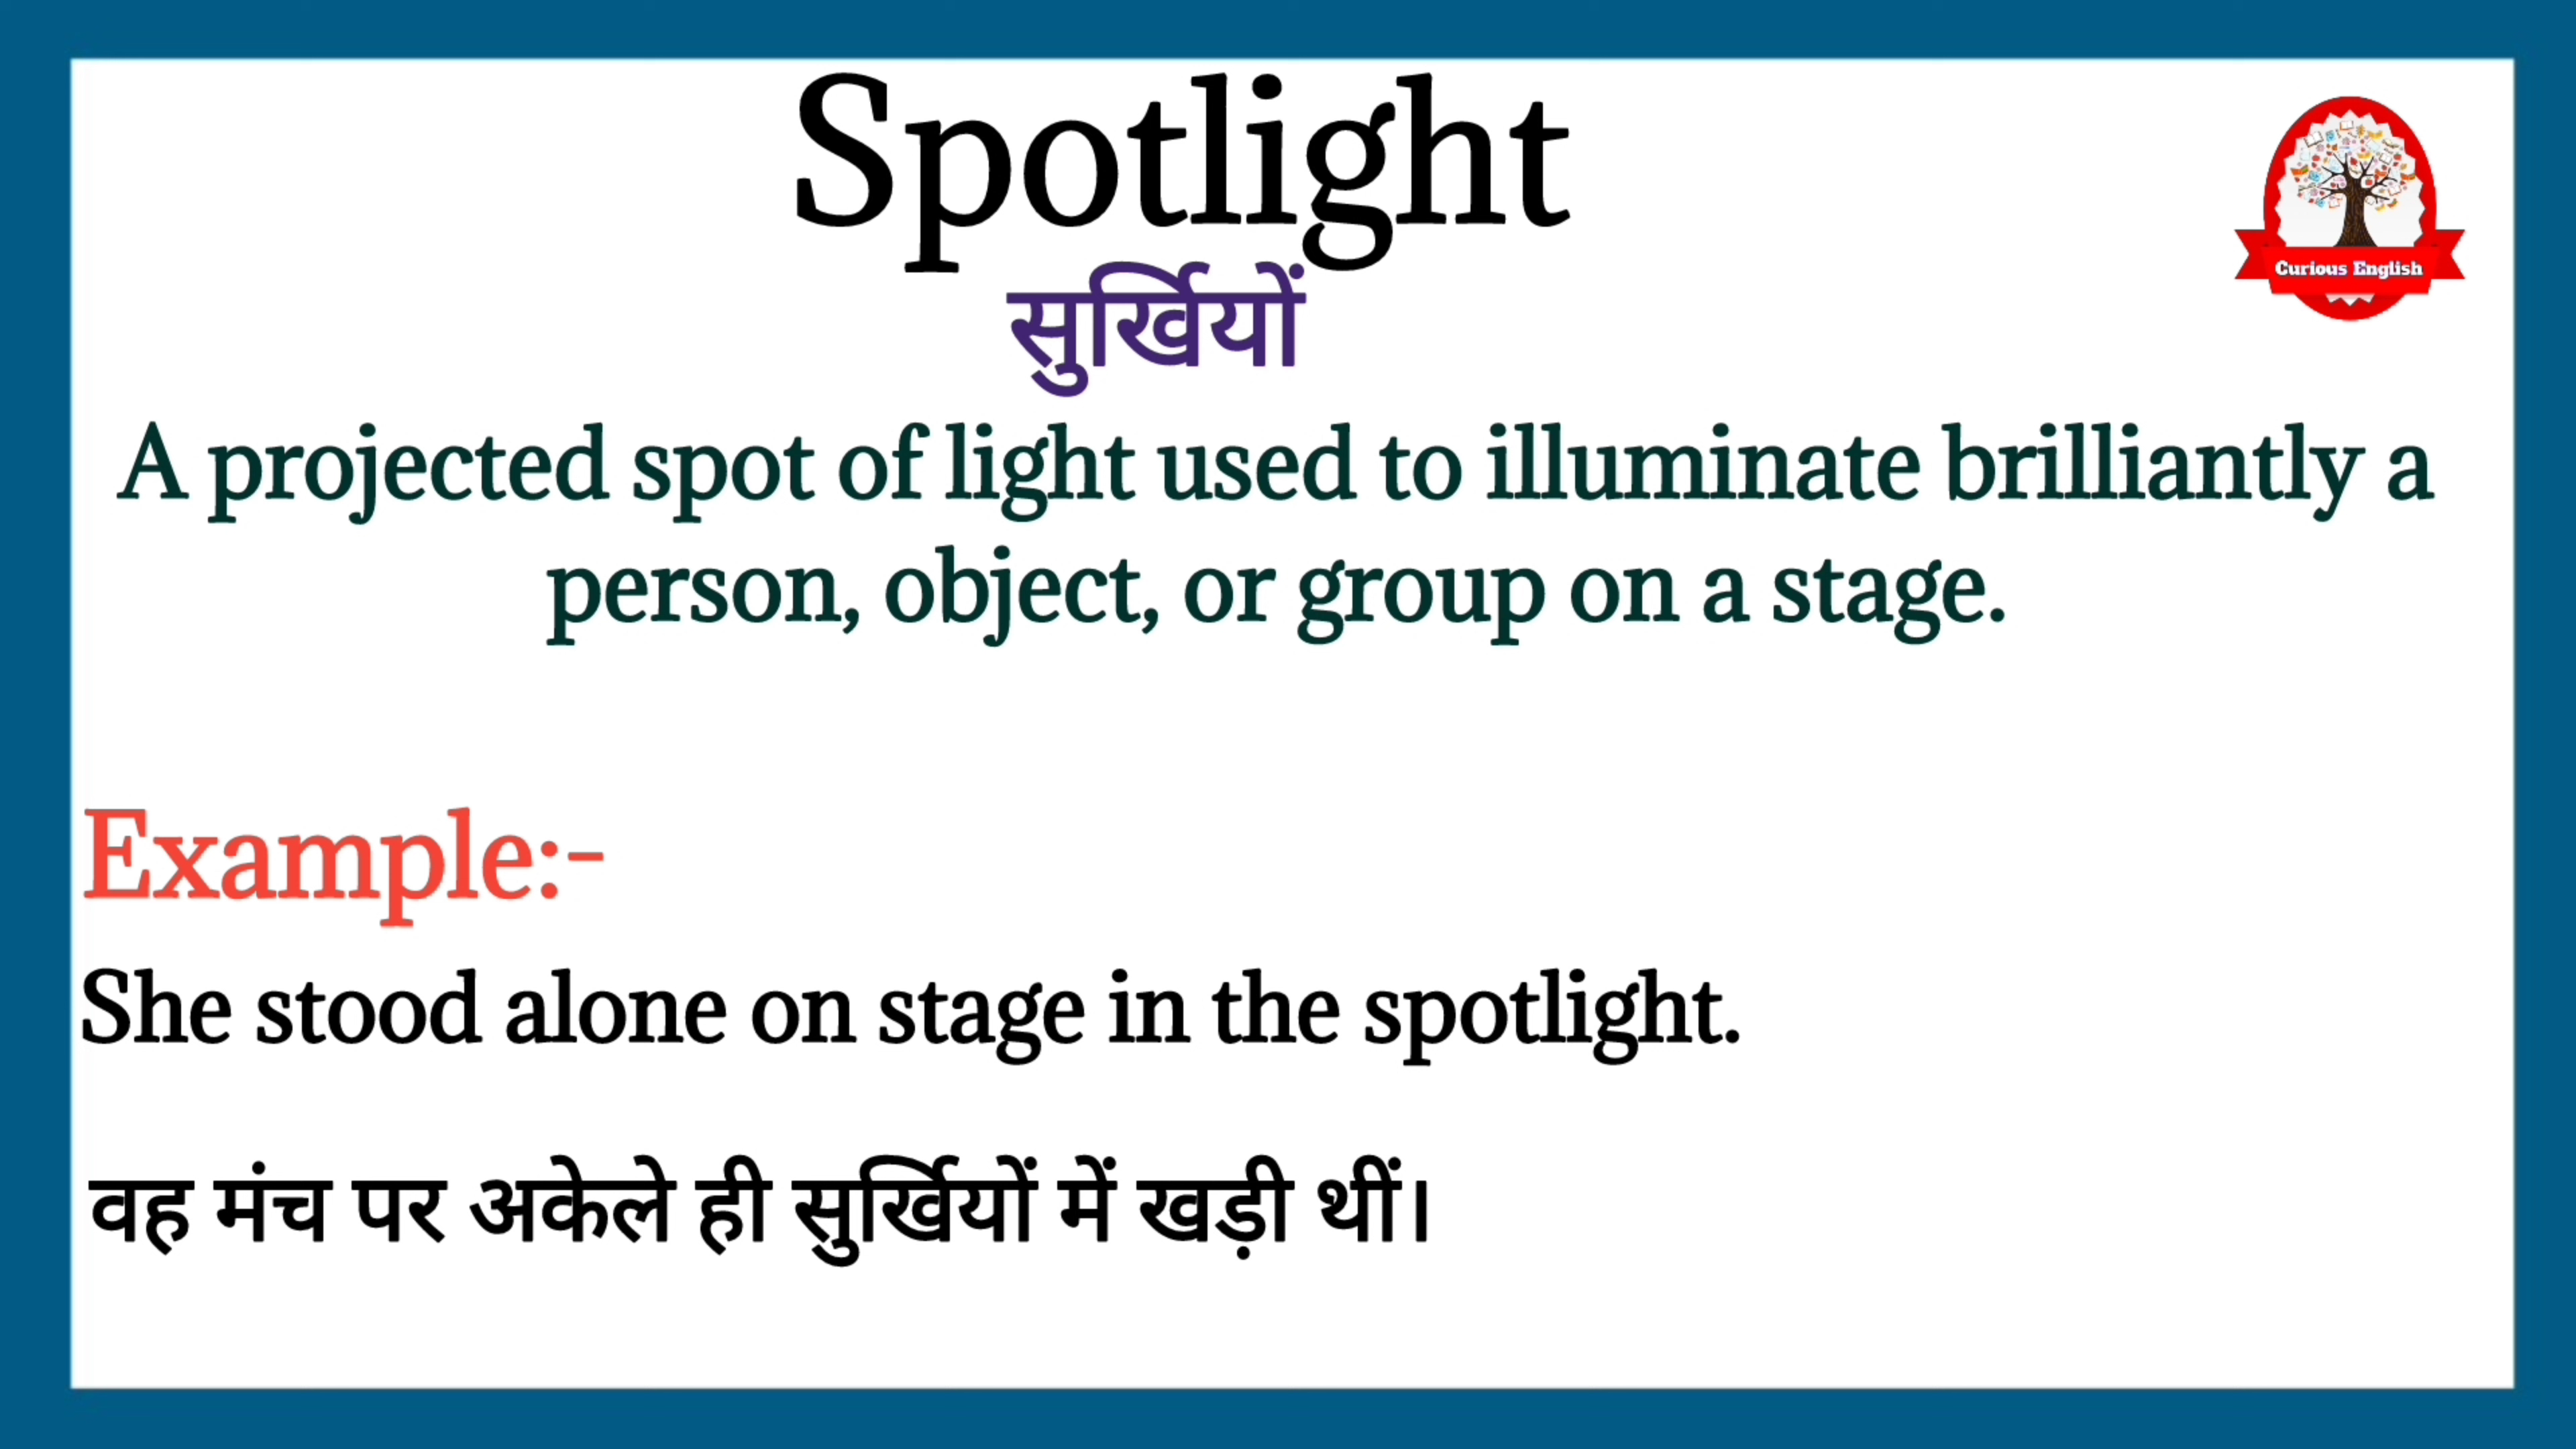 Spotlight
सुर्खियों
Curious English
A projected spot of light used to illuminate brilliantly a
person, object, or group on a stage.
Example:-
She stood alone on stage in the spotlight.
वह मंच पर अकेले ही सुर्खियों में खड़ी थीं।